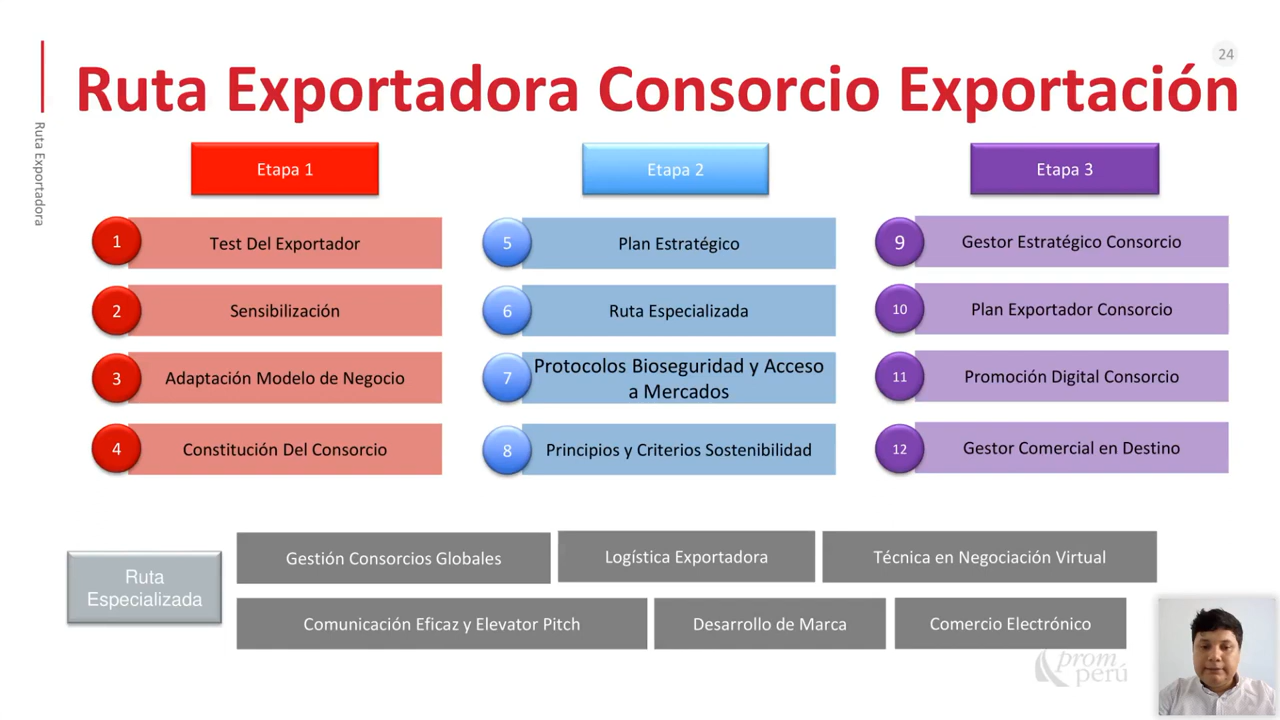 24
Ruta Exportadora Consorcio Exportación
Ruta Exportadora
Etapa 1
1
Test Del Exportador
2
Sensibilización
3
Adaptación Modelo de Negocio
4
Constitución Del Consorcio
Etapa 2
5
Plan Estratégico
6
Ruta Especializada
7
Protocolos Bioseguridad y Acceso
a Mercados
8
Principios y Criterios Sostenibilidad
Etapa 3
9
Gestor Estratégico Consorcio
10
Plan Exportador Consorcio
11
Promoción Digital Consorcio
12
Gestor Comercial en Destino
Ruta
Especializada
Gestión Consorcios Globales
Logística Exportadora
Técnica en Negociación Virtual
Comunicación Eficaz y Elevator Pitch
Desarrollo de Marca
Comercio Electrónico
prom
perú